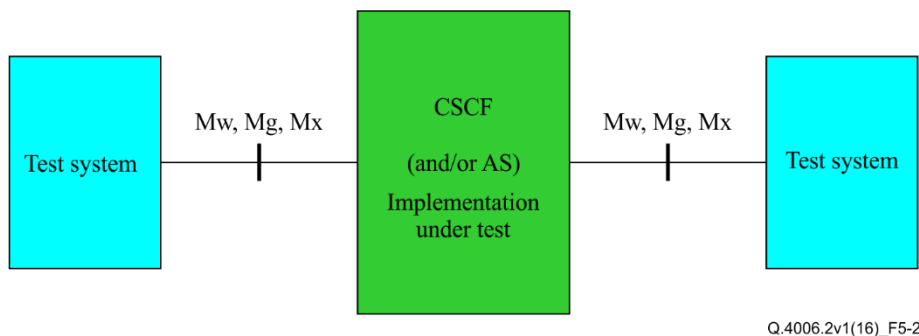 CSCF
Mw, Mg, Mx
Mw, Mg, Mx
Test system
(and/or AS)
Test system
Implementation
under test
Q.4006.2v1(16)_F5-2